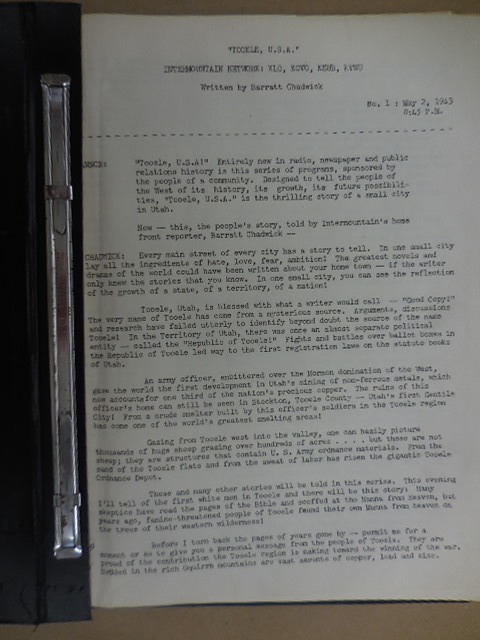 "TOOELE, U.S.A."
INTERMOUNTAIN NETWORK: KLO, KOVO, KEUB, KVNU
Written by Barratt Chadwick
No. 1 : May 2, 1943
8:45 P.M.
ANNCR: "Tooele, U.S.A!" Entirely new in radio, newspaper and public
relations history is this series of programs, sponsored by
the people of a community. Designed to tell the people of
the West of its history, its growth, its future possibili-
ties, "Tooele, U.S.A." is the thrilling story of a small city
in Utah.
Now -- this, the people's story, told by Intermountain's home
front reporter, Barratt Chadwick --
CHADWICK: Every main street of every city has a story to tell. In one small city
lay all the ingredients of hate, love, fear, ambition! The greatest novels and
dramas of the world could have been written about your home town -- if the writer
only knew the stories that you know. In one small city, you can see the reflection
of the growth of a state, of a territory, of a nation!
Tooele, Utah, is blessed with what a writer would call -- "Good Copy!"
The very name of Tooele has come from a mysterious source. Arguments, discussions
and research have failed utterly to identify beyond doubt the source of the name
Tooele! In the Territory of Utah, there was once an almost separate political
entity -- called the "Republic of Tooele!" Fights and battles over ballot boxes in
the Republic of Tooele led way to the first registration laws on the statute books
of Utah.
An army officer, embittered over the Mormon domination of the West,
gave the world the first development in Utah's mining of non-ferrous metals, which
now accounts for one third of the nation's precious copper. The ruins of this
officer's home can still be seen in Stockton, Tooele County -- Utah's first Gentile
City! From a crude smelter built by this officer's soldiers in the Tooele region
has come one of the world's greatest smelting areas!
Gazing from Tooele west into the valley, one can easily picture
thousands of huge sheep grazing over hundreds of acres . . . . but these are not
sheep; they are structures that contain U. S. Army ordnance materials. From the
sand of the Tooele flats and from the sweat of labor has risen the gigantic Tooele
Ordnance Depot.
These and many other stories will be told in this series. This evening
I'll tell of the first white men in Tooele and there will be this story: Many
skeptics have read the pages of the Bible and scoffed at the Manna from Heaven, but
years ago, famine-threatened people of Tooele found their own Manna from heaven on
the trees of their western wilderness!
Before I turn back the pages of years gone by -- permit me for a
moment or so to give you a personal message from the people of Tooele. They are
proud of the contribution the Tooele region is making toward the winning of the war.
in the rich Oquirrh mountains are vast amounts of copper, lead and zinc.